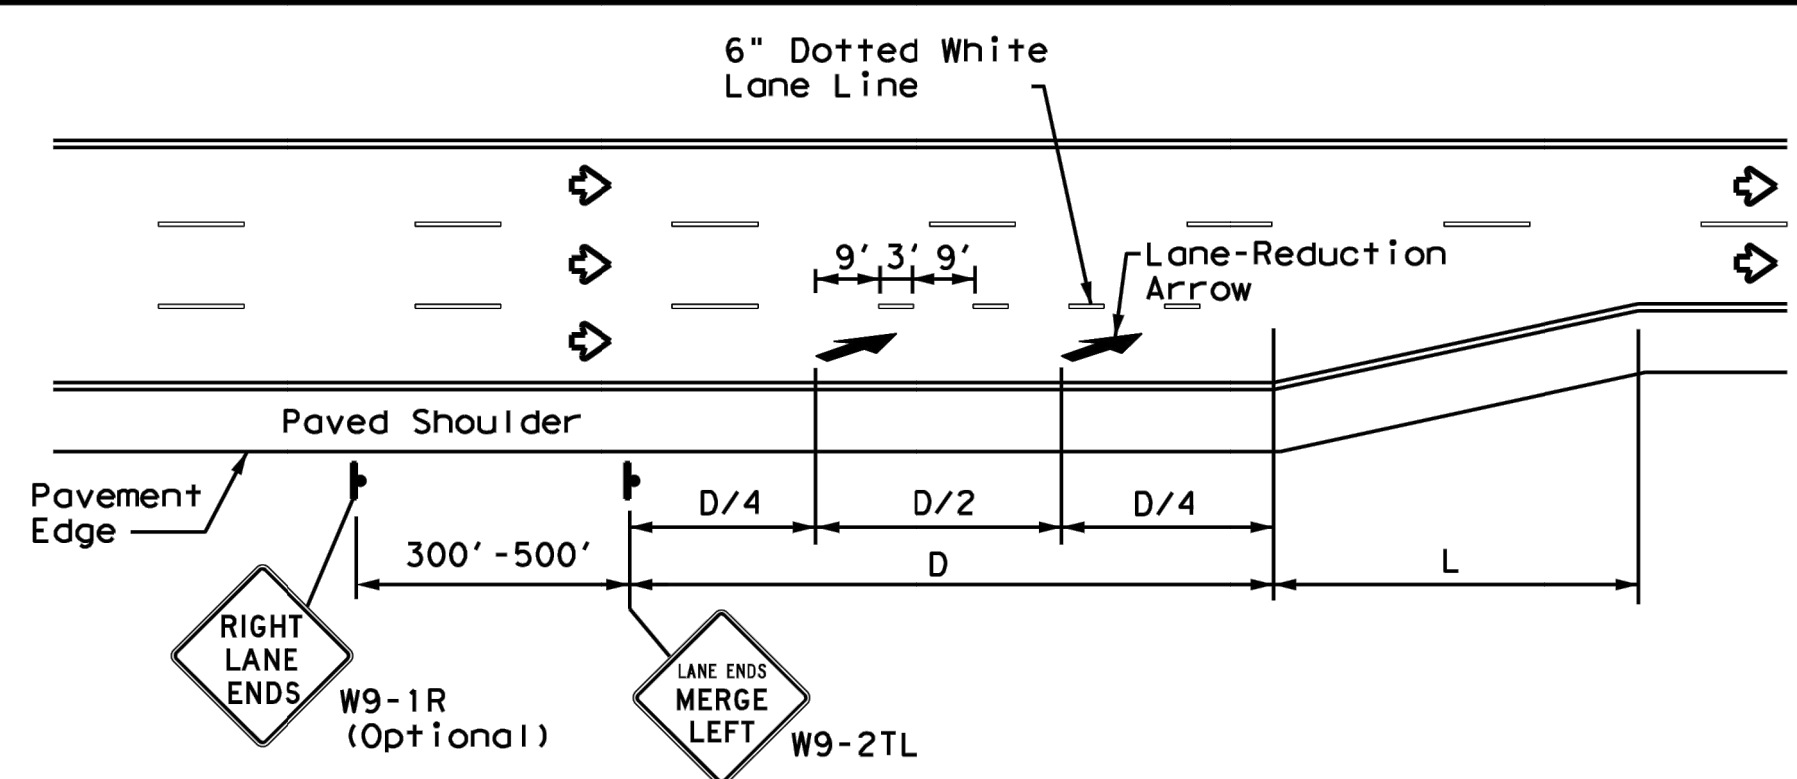 6" Dotted White
Lane Line
9' 3' 9'
Lane-Reduction
Arrow
Paved Shoulder
Pavement
Edge
D/4 D/2 D/4
300'-500' D L
RIGHT
LANE
ENDS
W9-1R
(Optional)
LANE ENDS
MERGE
LEFT
W9-2TL